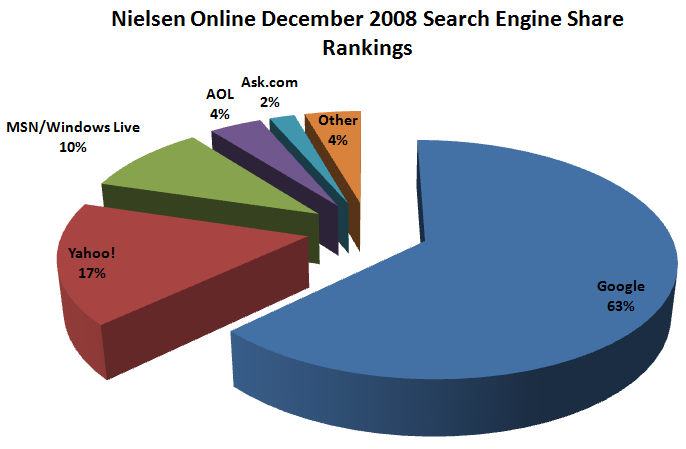 Nielsen Online December 2008 Search Engine Share
Rankings
Ask.com
2%
AOL
4%
Other
4%
MSN/Windows Live
10%
Yahoo!
17%
Google
63%